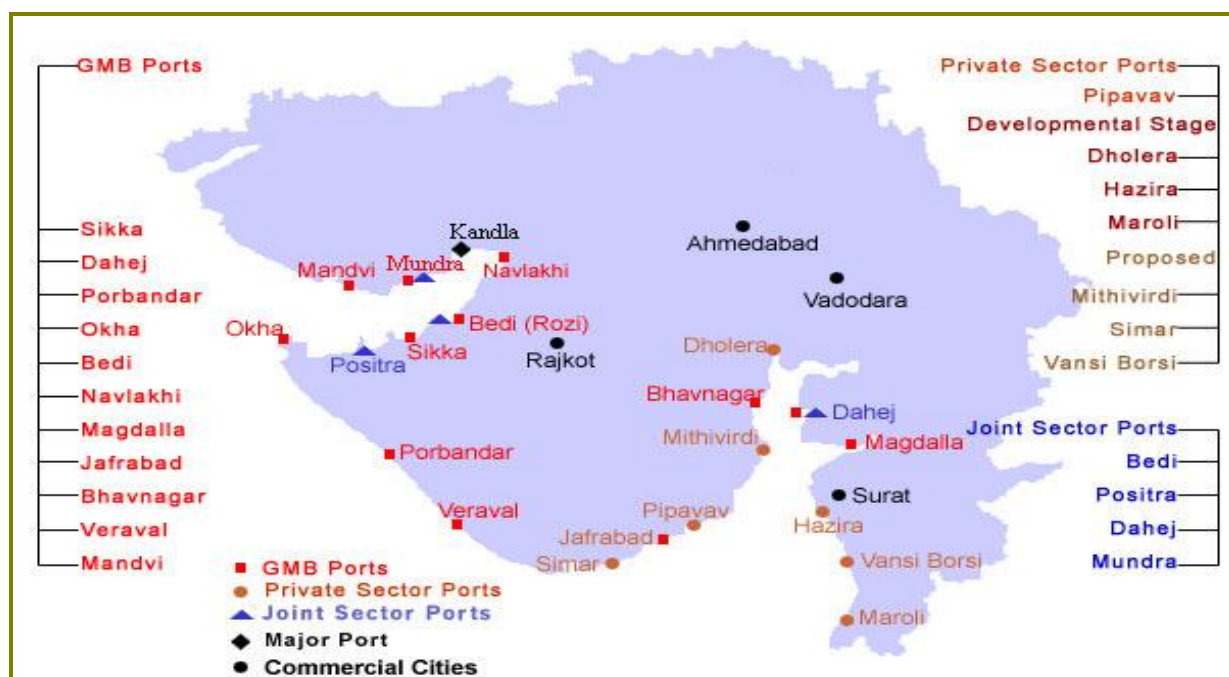 GMB Ports
Sikka
Dahej
Porbandar
Okha
Bedi
Navlakhi
Magdalla
Jafrabad
Bhavnagar
Veraval
Mandvi
Kandla
Mundra
Mandvi
Navlakhi
Okha
Bedi (Rozi)
Sikka
Positra
Rajkot
Ahmedabad
Vadodara
Dholera
Bhavnagar
Dahej
Mithivirdi
Magdalla
Porbandar
Veraval
Pipavav
Jafrabad
Simar
Surat
Hazira
Vansi Borsi
Maroli
GMB Ports
Private Sector Ports
Joint Sector Ports
Major Port
Commercial Cities
Private Sector Ports
Pipavav
Developmental Stage
Dholera
Hazira
Maroli
Proposed
Mithivirdi
Simar
Vansi Borsi
Joint Sector Ports
Bedi
Positra
Dahej
Mundra